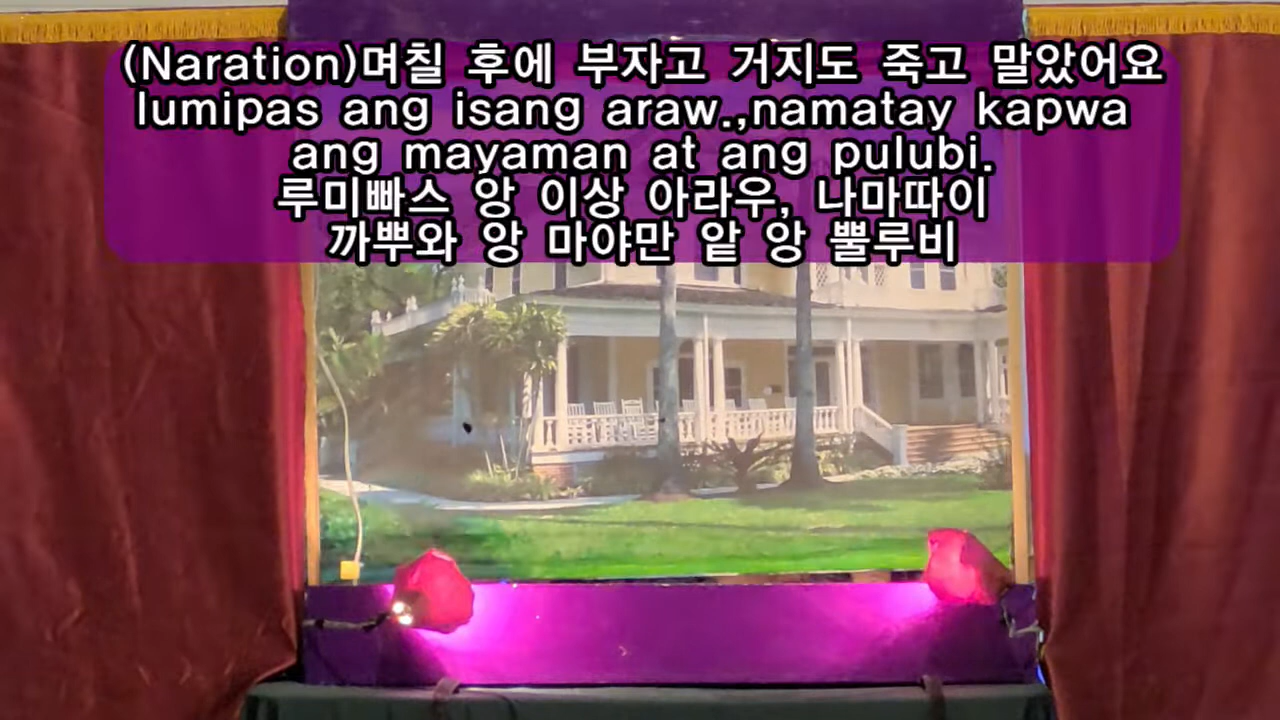 (Naration)며칠 후에 부자고 거지도 죽고 말았어요
lumipas ang isang araw.,namatay kapwa
ang mayaman at ang pulubi.
루미빠스 앙 이상 아라우, 나마따이
까뿌와 앙 마야만 앝 앙 뿔루비